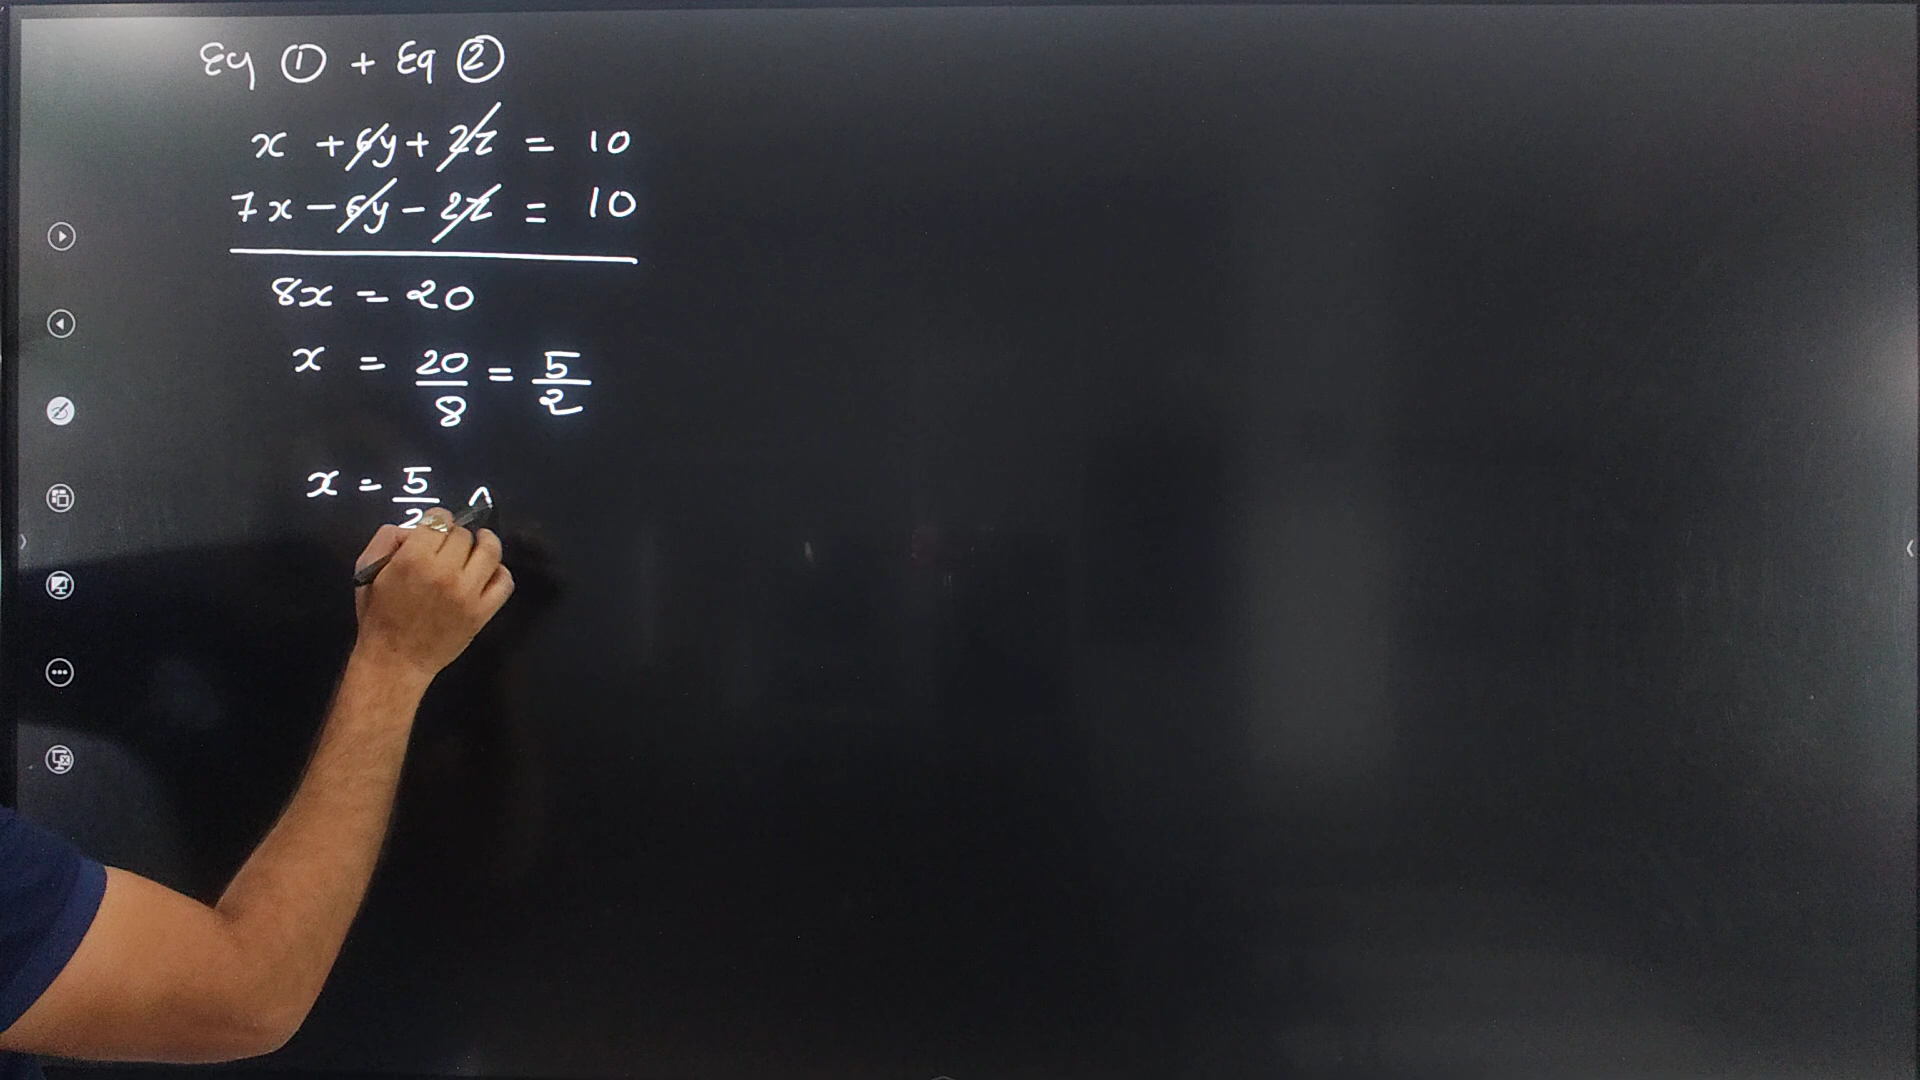 Eq ① + Eq ②
x + 6y + 2z = 10
7x - 6y - 2z = 10
8x = 20
x = 20/8 = 5/2
x = 5/2